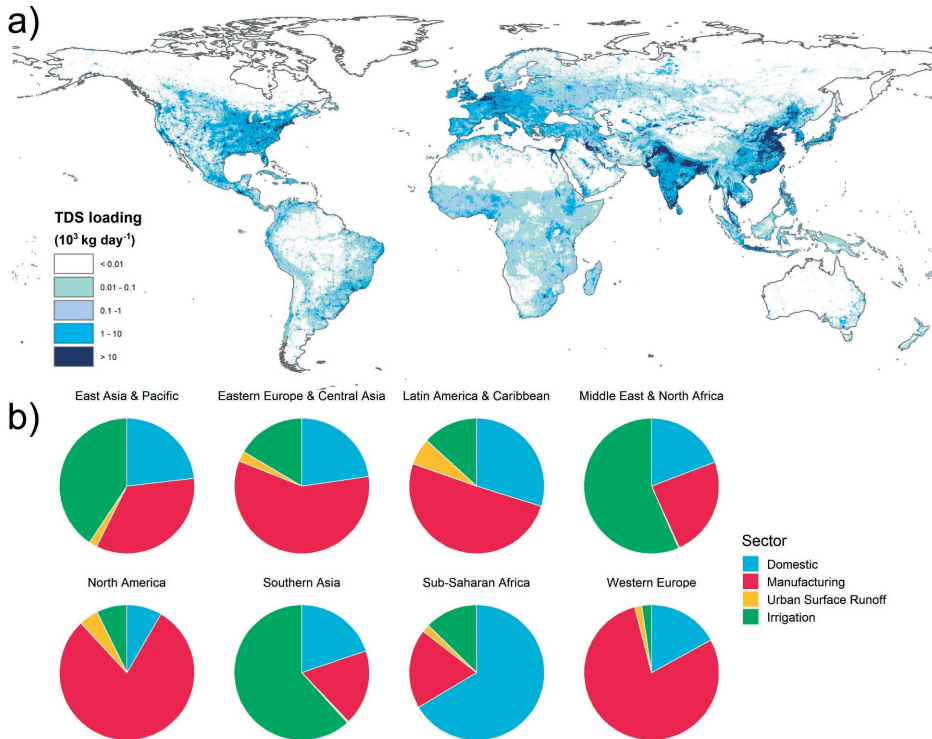 a)
TDS loading
(10³ kg day⁻¹)
< 0.01
0.01 - 0.1
0.1 -1
1 - 10
> 10
b)
East Asia & Pacific
Eastern Europe & Central Asia
Latin America & Caribbean
Middle East & North Africa
North America
Southern Asia
Sub-Saharan Africa
Western Europe
Sector
Domestic
Manufacturing
Urban Surface Runoff
Irrigation